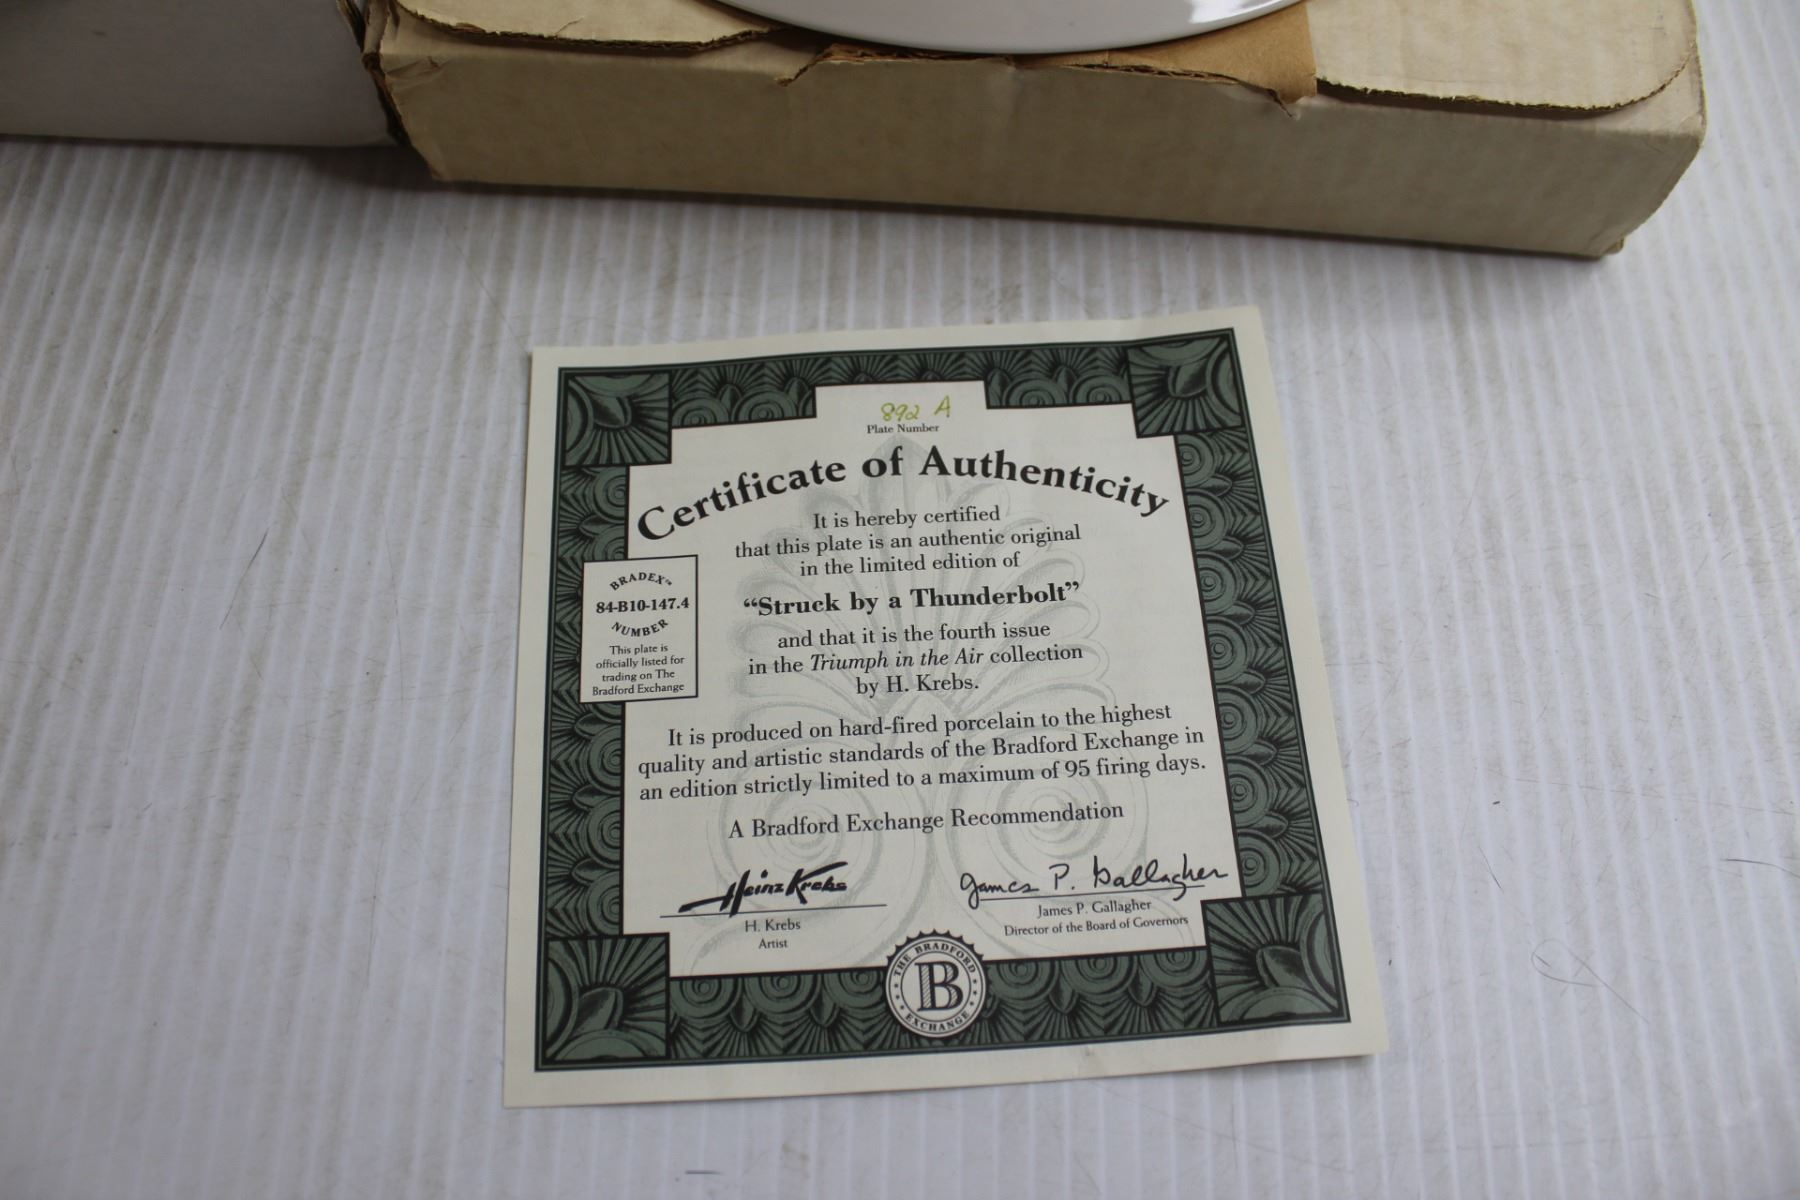 892 A
Plate Number
Certificate of Authenticity
It is hereby certified
that this plate is an authentic original
in the limited edition of
“Struck by a Thunderbolt”
and that it is the fourth issue
in the Triumph in the Air collection
by H. Krebs.
BRADEX™
84-B10-147.4
NUMBER
This plate is
officially listed for
trading on The
Bradford Exchange
It is produced on hard-fired porcelain to the highest
quality and artistic standards of the Bradford Exchange in
an edition strictly limited to a maximum of 95 firing days.
A Bradford Exchange Recommendation
Heinz Krebs
H. Krebs
Artist
James P. Gallagher
James P. Gallagher
Director of the Board of Governors
THE BRADFORD
B
EXCHANGE